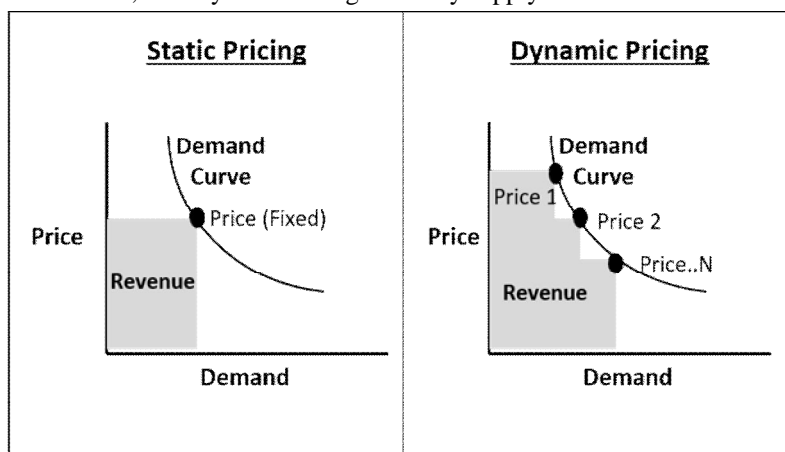 Static Pricing
Demand
Curve
Price (Fixed)
Price
Revenue
Demand
Dynamic Pricing
Demand
Curve
Price 1
Price 2
Price
Price..N
Revenue
Demand